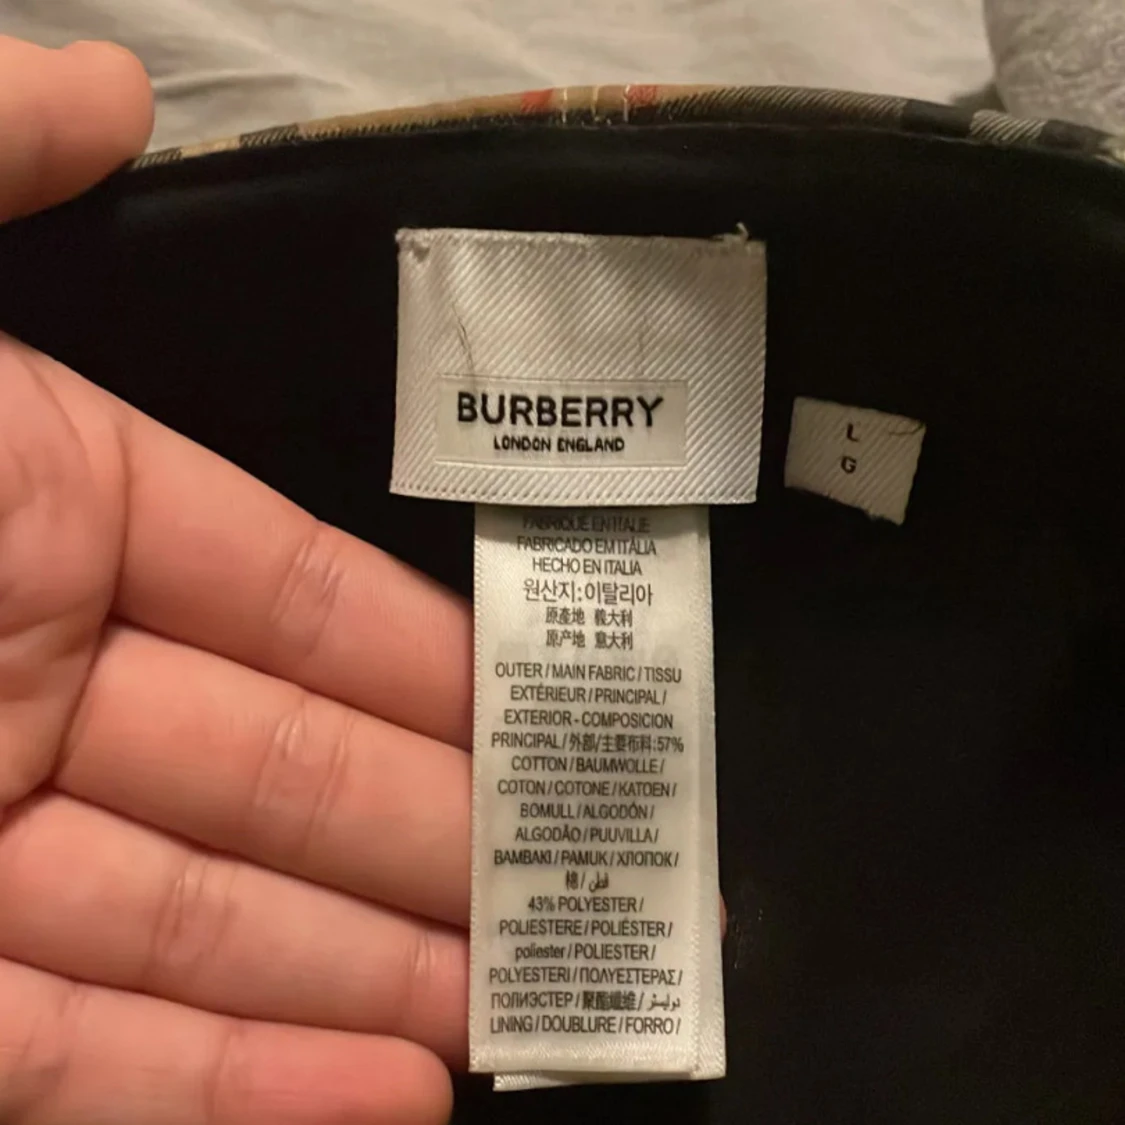 BURBERRY
LONDON ENGLAND
L
G
FABRIQUÉ EN ITALIE
FABRICADO EM ITÁLIA
HECHO EN ITALIA
원산지:이탈리아
原產地 義大利
原产地 意大利
OUTER / MAIN FABRIC / TISSU
EXTÉRIEUR / PRINCIPAL /
EXTERIOR - COMPOSICION
PRINCIPAL / 外部/主要布料:57%
COTTON / BAUMWOLLE /
COTON / COTONE / KATOEN /
BOMULL / ALGODÓN /
ALGODÃO / PUUVILLA /
BAMBAKI / PAMUK / ХЛОПОК /
棉 / قطن /
43% POLYESTER /
POLIESTERE / POLIÉSTER /
poliester / POLIESTER /
POLYESTERI / ΠΟΛΥΕΣΤΕΡΑΣ /
ПОЛИЭСТЕР / 聚酯纖維 / بوليستر /
LINING / DOUBLURE / FORRO /